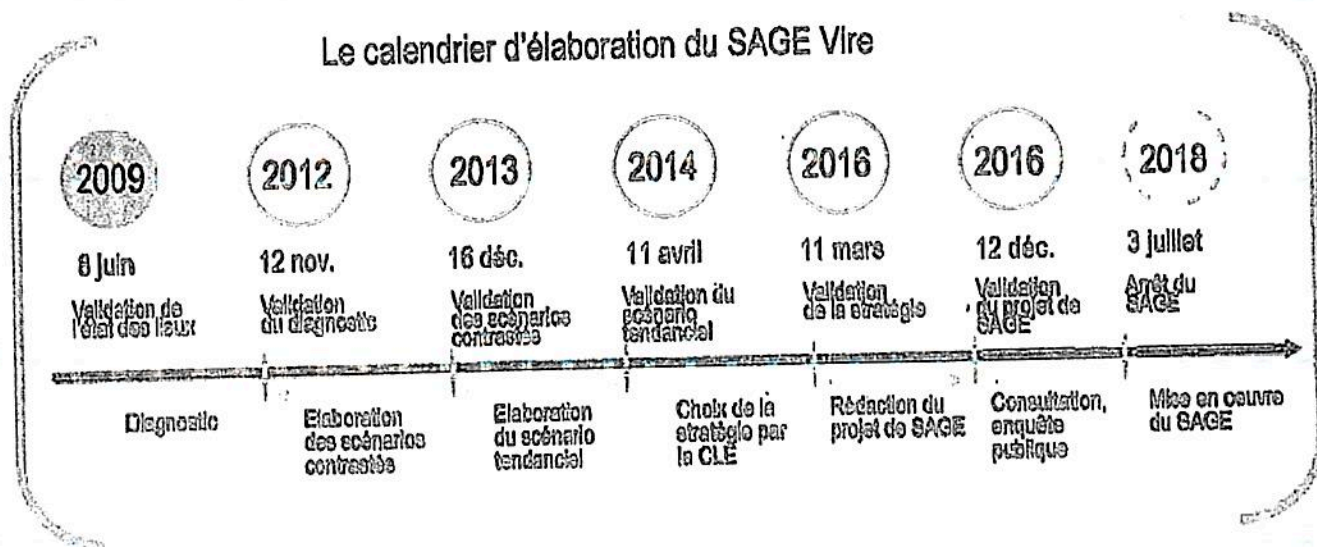 Le calendrier d'élaboration du SAGE Vire
2009
2012
2013
2014
2016
2016
2018
8 juin
12 nov.
16 déc.
11 avril
11 mars
12 déc.
3 juillet
Validation de
l'état des lieux
Validation
du diagnostic
Validation
des scénarios
contrastés
Validation du
scénario
tendanciel
Validation
de la stratégie
Validation
du projet de
SAGE
Arrêt du
SAGE
Diagnostic
Elaboration
des scénarios
contrastés
Elaboration
du scénario
tendanciel
Choix de la
stratégie par
la CLE
Rédaction du
projet de SAGE
Consultation,
enquête
publique
Mise en oeuvre
du SAGE